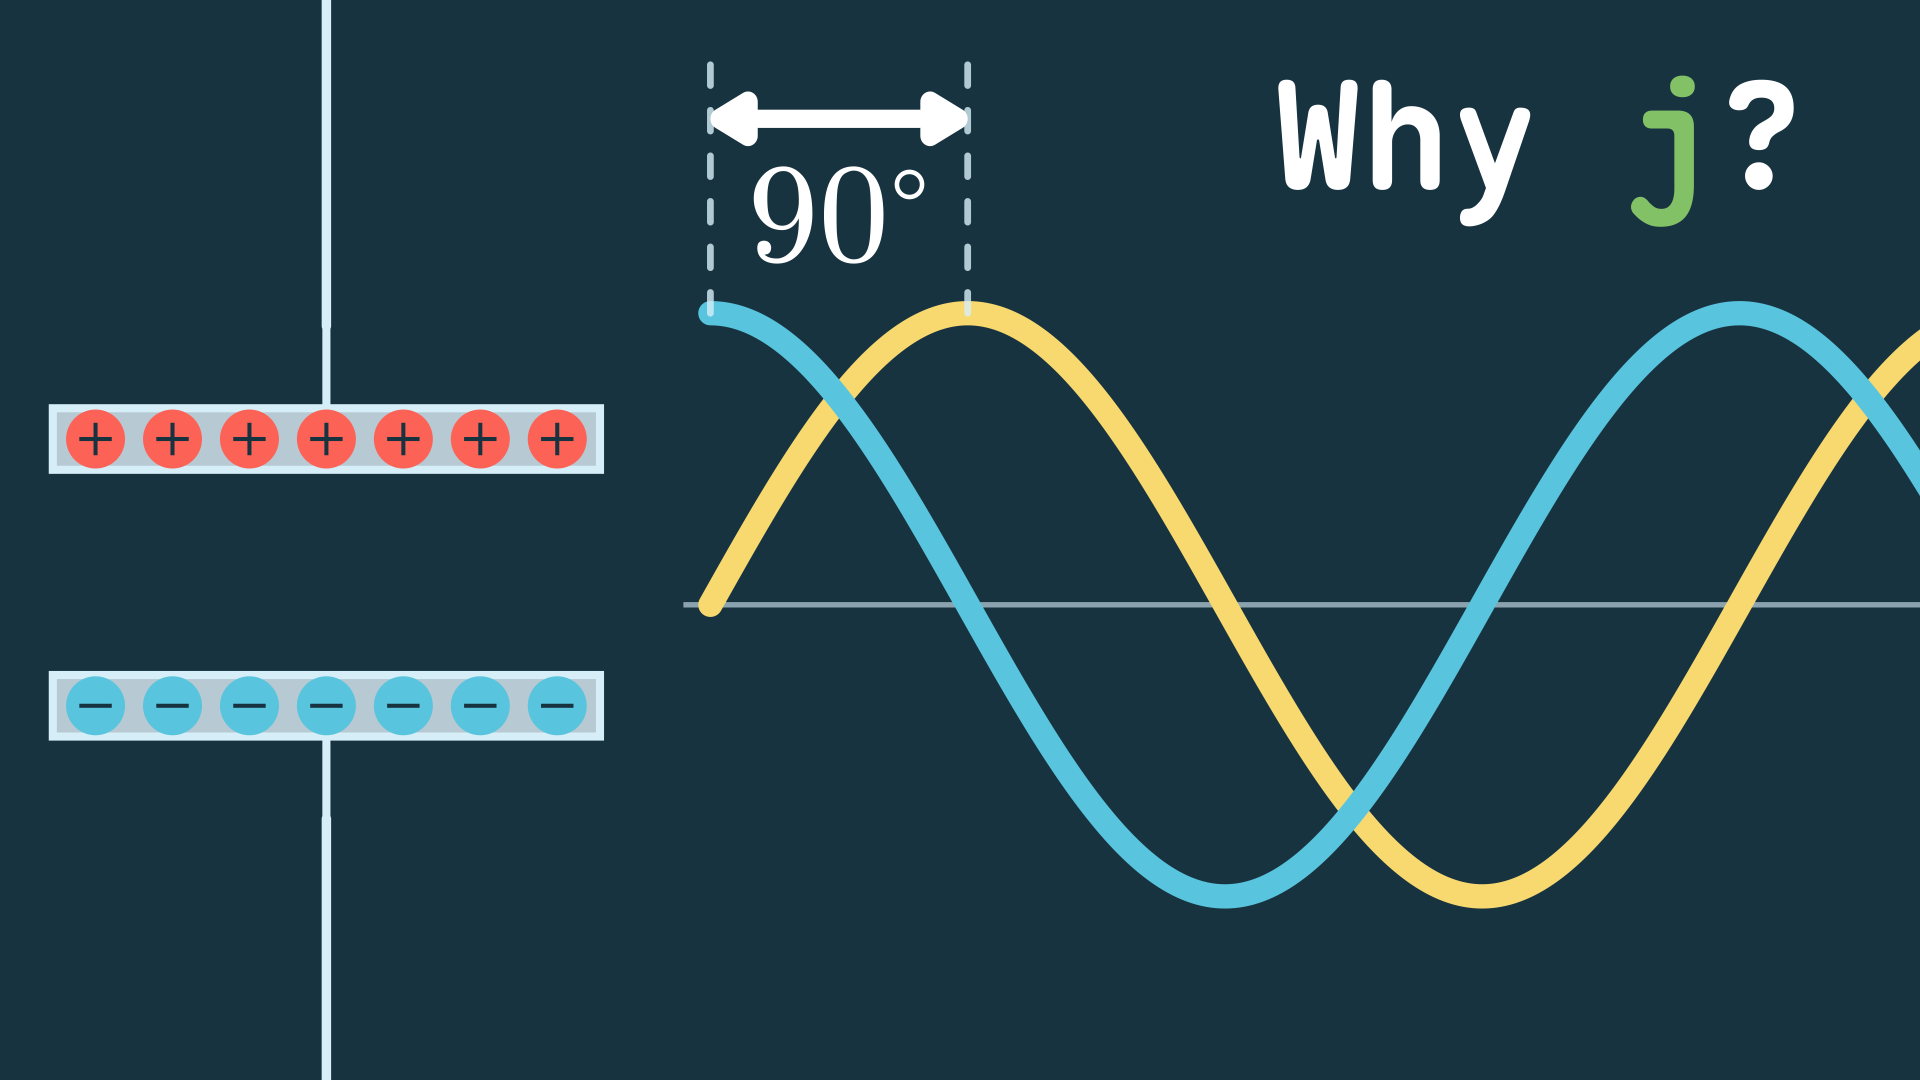 Why j?
90°
+ + + + + + +
− − − − − − −